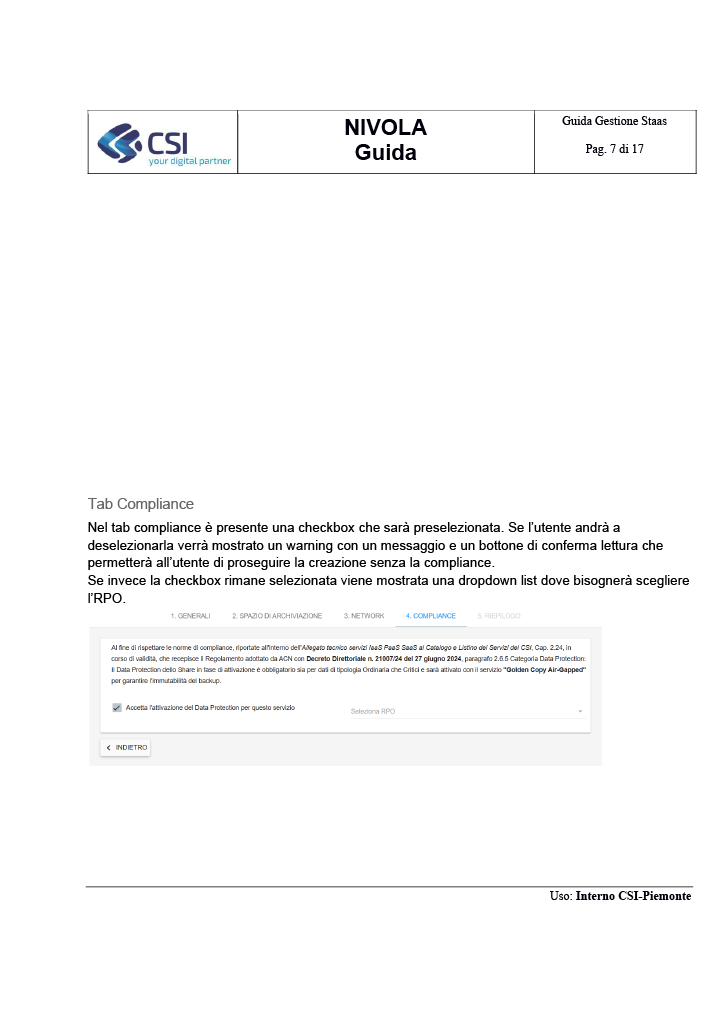 CSI
your digital partner
NIVOLA
Guida
Guida Gestione Staas
Pag. 7 di 17
Tab Compliance
Nel tab compliance è presente una checkbox che sarà preselezionata. Se l’utente andrà a
deselezionarla verrà mostrato un warning con un messaggio e un bottone di conferma lettura che
permetterà all’utente di proseguire la creazione senza la compliance.
Se invece la checkbox rimane selezionata viene mostrata una dropdown list dove bisognerà scegliere
l’RPO.
1. GENERALI 2. SPAZIO DI ARCHIVIAZIONE 3. NETWORK 4. COMPLIANCE 5. RIEPILOGO
Al fine di rispettare le norme di compliance, riportate all'interno dell'Allegato tecnico servizi IaaS PaaS SaaS al Catalogo e Listino dei Servizi del CSI, Cap. 2.24, in
corso di validità, che recepisce il Regolamento adottato da ACN con Decreto Direttoriale n. 21007/24 del 27 giugno 2024, paragrafo 2.6.5 Categoria Data Protection:
il Data Protection dello Share in fase di attivazione è obbligatorio sia per dati di tipologia Ordinaria che Critici e sarà attivato con il servizio "Golden Copy Air-Gapped"
per garantire l'immutabilità del backup.
Accetta l'attivazione del Data Protection per questo servizio
Seleziona RPO
INDIETRO
Uso: Interno CSI-Piemonte